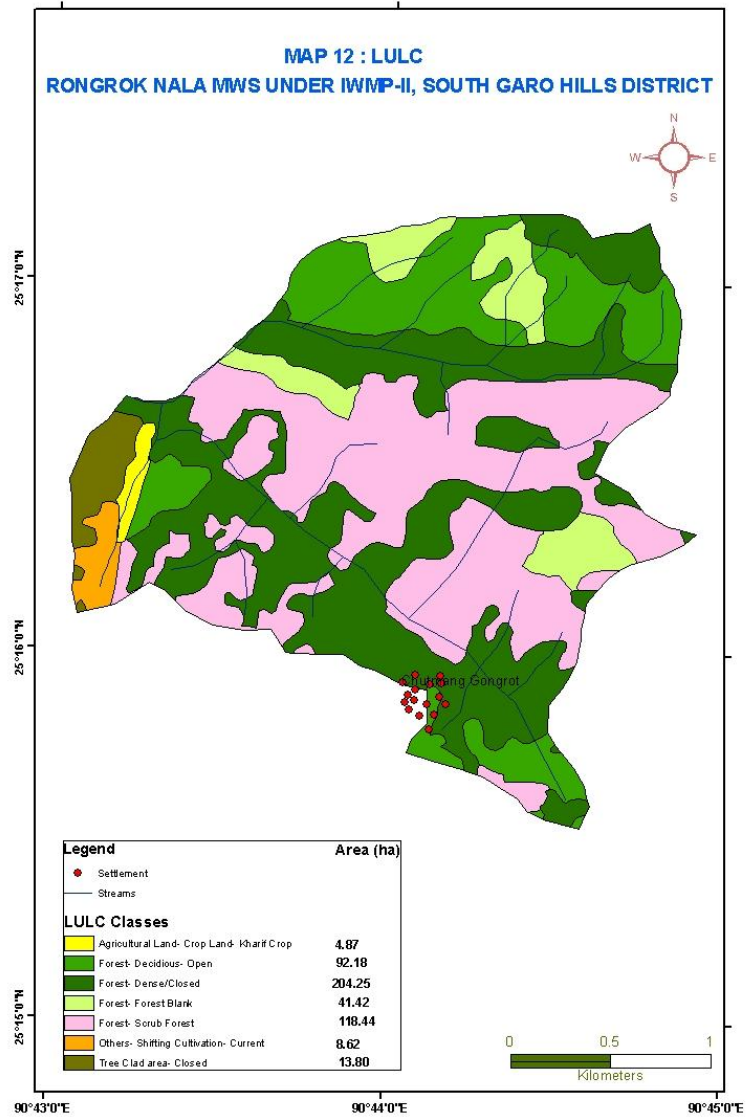 MAP 12 : LULC
RONGROK NALA MWS UNDER IWMP-II, SOUTH GARO HILLS DISTRICT
N
W E
S
25°17'0"N
25°16'0"N
Chutmang Gongrot
Legend Area (ha)
Settlement
Streams
LULC Classes
Agricultural Land- Crop Land- Kharif Crop 4.87
Forest- Decidious- Open 92.18
Forest- Dense/Closed 204.25
Forest- Forest Blank 41.42
Forest- Scrub Forest 118.44
Others- Shifting Cultivation- Current 8.62
Tree Clad area- Closed 13.80
25°15'0"N
0 0.5 1
Kilometers
90°43'0"E 90°44'0"E 90°45'0"E